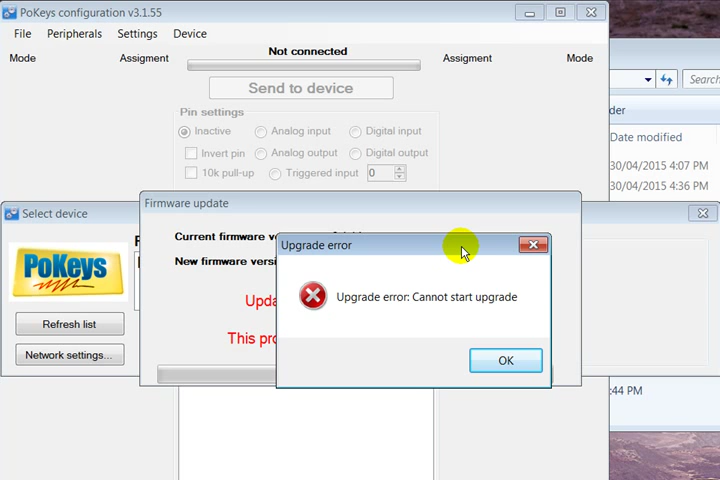 PoKeys configuration v3.1.55
File Peripherals Settings Device
Not connected
Mode Assigment Assigment Mode
Send to device
Pin settings
Inactive Analog input Digital input
Invert pin Analog output Digital output
10k pull-up Triggered input 0
Search
der
Date modified
30/04/2015 4:07 PM
30/04/2015 4:36 PM
:44 PM
Select device
PoKeys
Refresh list
Network settings...
Firmware update
Current firmware ve
New firmware versi
Upda
This pro
Upgrade error
Upgrade error: Cannot start upgrade
OK